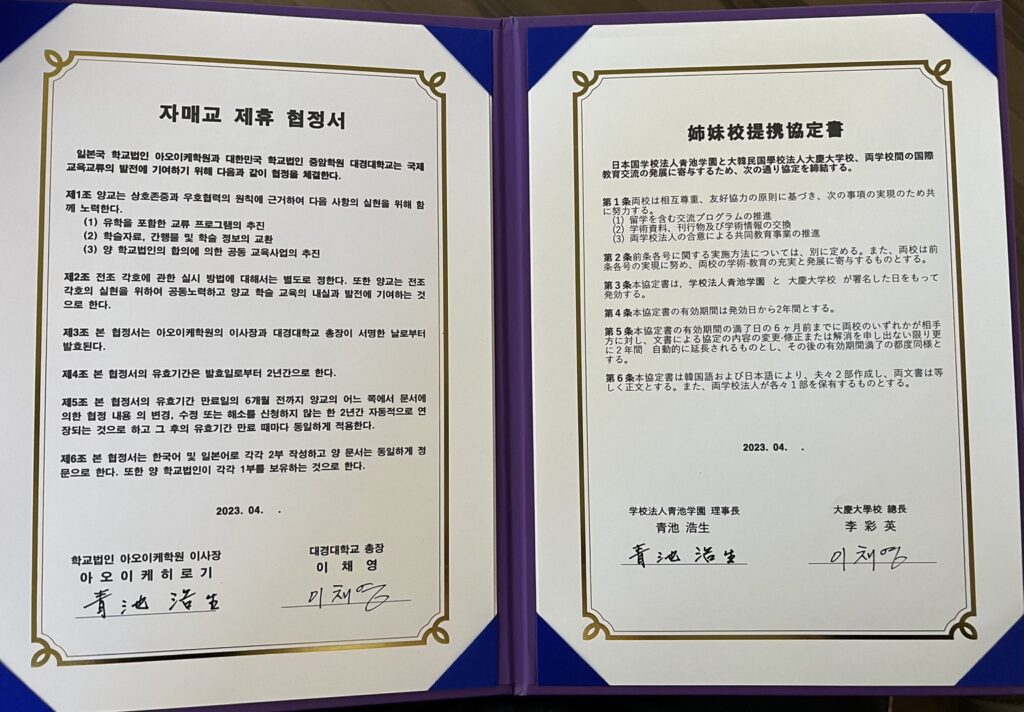 자매교 제휴 협정서
일본국 학교법인 아오이케학원과 대한민국 학교법인 중암학원 대경대학교는 국제
교육교류의 발전에 기여하기 위해 다음과 같이 협정을 체결한다.
제1조 양교는 상호존중과 우호협력의 원칙에 근거하여 다음 사항의 실현을 위해 함
께 노력한다.
(1) 유학을 포함한 교류 프로그램의 추진
(2) 학술자료, 간행물 및 학술 정보의 교환
(3) 양 학교법인의 합의에 의한 공동 교육사업의 추진
제2조 전조 각호에 관한 실시 방법에 대해서는 별도로 정한다. 또한 양교는 전조
각호의 실현을 위하여 공동노력하고 양교 학술 교육의 내실과 발전에 기여하는 것
으로 한다.
제3조 본 협정서는 아오이케학원의 이사장과 대경대학교 총장이 서명한 날로부터
발효된다.
제4조 본 협정서의 유효기간은 발효일로부터 2년간으로 한다.
제5조 본 협정서의 유효기간 만료일의 6개월 전까지 양교의 어느 쪽에서 문서에
의한 협정 내용 의 변경, 수정 또는 해소를 신청하지 않는 한 2년간 자동적으로 연
장되는 것으로 하고 그 후의 유효기간 만료 때마다 동일하게 적용한다.
제6조 본 협정서는 한국어 및 일본어로 각각 2부 작성하고 양 문서는 동일하게 정
문으로 한다. 또한 양 학교법인이 각각 1부를 보유하는 것으로 한다.
2023. 04. .
학교법인 아오이케학원 이사장
아오이케히로기
青池 浩生
대경대학교 총장
이 채 영
이채영
姉妹校提携協定書
日本国学校法人青池学園と大韓民国學校法人大慶大学校、両学校間の国際
教育交流の発展に寄与するため、次の通り協定を締結する。
第1条両校は相互尊重、友好協力の原則に基づき、次の事項の実現のため共
に努力する。
(1) 留学を含む交流プログラムの推進
(2) 学術資料、刊行物及び学術情報の交換
(3) 両学校法人の合意による共同教育事業の推進
第2条前条各号に関する実施方法については、別に定める。また、両校は前
条各号の実現に努め、両校の学術·教育の充実と発展に寄与するものとする。
第3条本協定書は，学校法人青池学園 と 大慶大学校 が署名した日をもって
発効する。
第4条本協定書の有効期間は発効日から2年間とする。
第5条本協定書の有効期間の満了日の6ヶ月前までに両校のいずれかが相手
方に対し、文書による協定の内容の変更·修正または解消を申し出ない限り更
に2年間 自動的に延長されるものとし、その後の有効期間満了の都度同様と
する。
第6条本協定書は韓国語および日本語により、夫々2部作成し、両文書は等
しく正文とする。また、両学校法人が各々1部を保有するものとする。
2023. 04. .
学校法人青池学園 理事長
青池 浩生
青池 浩生
大慶大學校 總長
李 彩 英
이채영